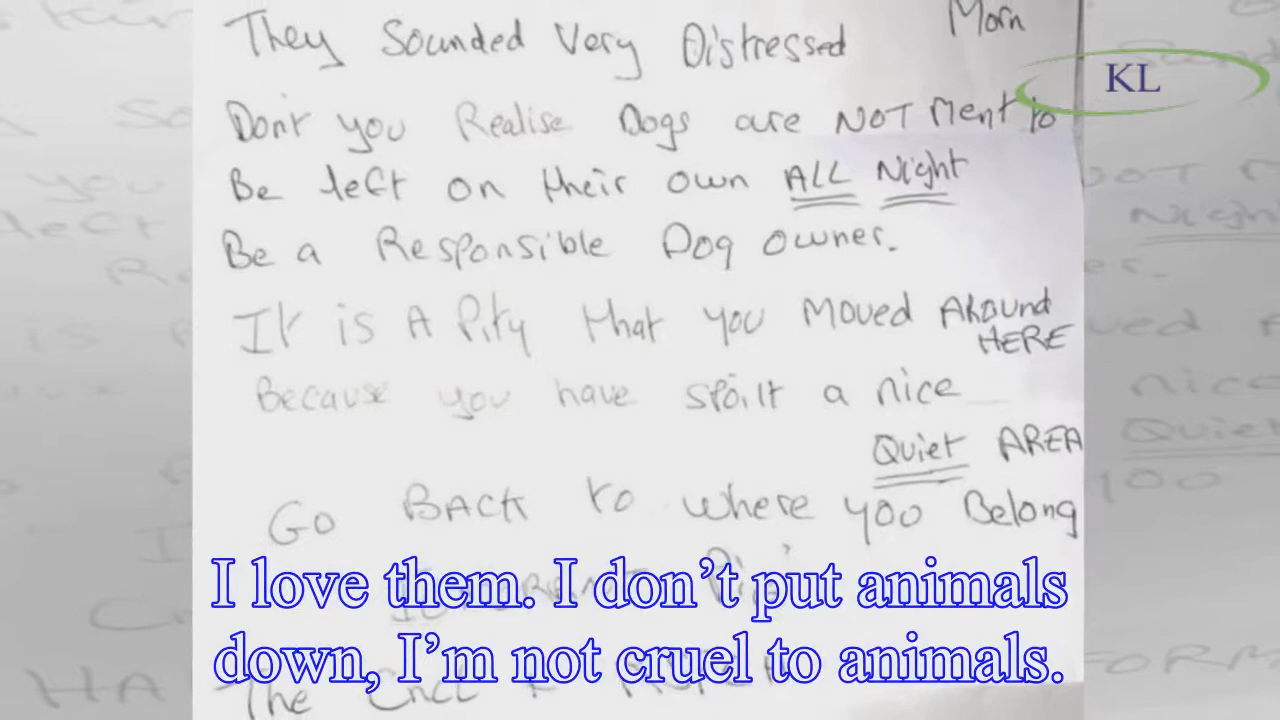 They Sounded Very Distressed
Morn
KL
Don't you Realise Dogs are NOT Ment to
Be left on their own ALL Night
Be a Responsible Dog owner.
It is A Pity that you Moved AROUND
HERE
Because you have spoilt a nice
Quiet AREA
Go BACK to where you Belong
I love them. I don't put animals
down, I'm not cruel to animals.
The